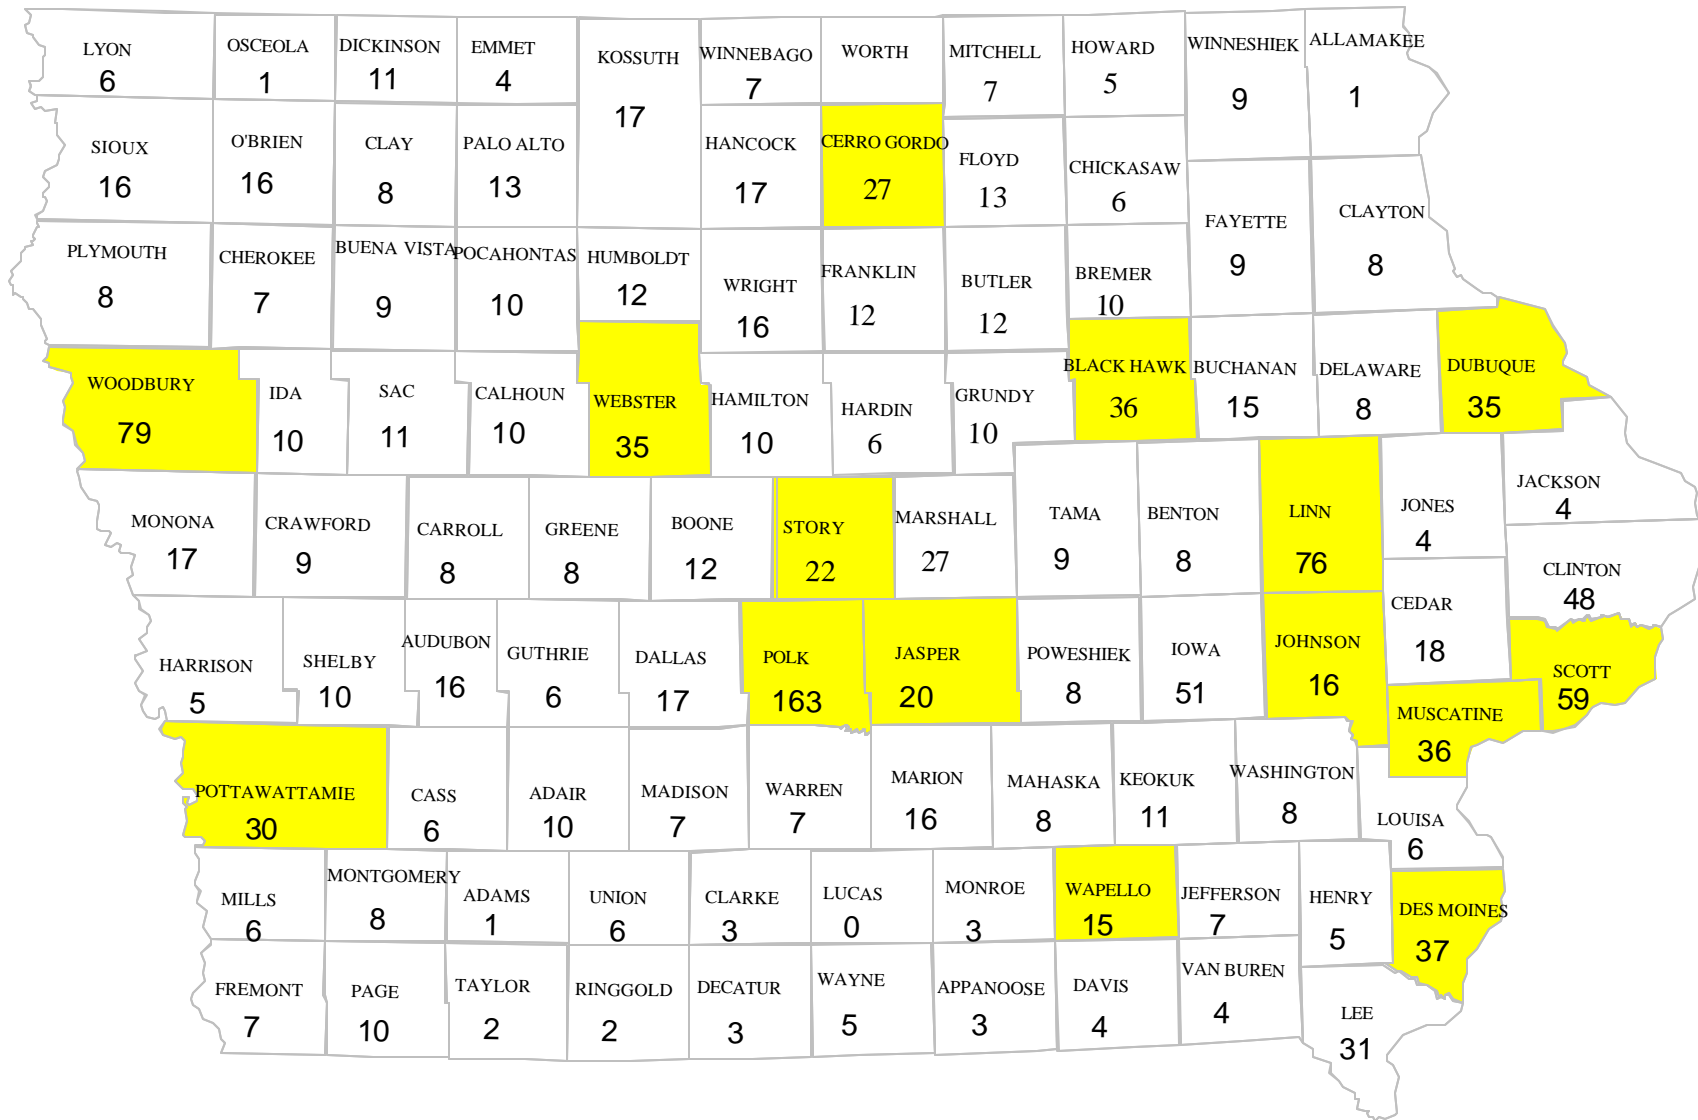 LYON
6
OSCEOLA
1
DICKINSON
11
EMMET
4
KOSSUTH
17
WINNEBAGO
7
WORTH
MITCHELL
7
HOWARD
5
WINNESHIEK
9
ALLAMAKEE
1
SIOUX
16
O'BRIEN
16
CLAY
8
PALO ALTO
13
HANCOCK
17
CERRO GORDO
27
FLOYD
13
CHICKASAW
6
FAYETTE
9
CLAYTON
8
PLYMOUTH
8
CHEROKEE
7
BUENA VISTA
9
POCAHONTAS
10
HUMBOLDT
12
WRIGHT
16
FRANKLIN
12
BUTLER
12
BREMER
10
WOODBURY
79
IDA
10
SAC
11
CALHOUN
10
WEBSTER
35
HAMILTON
10
HARDIN
6
GRUNDY
10
BLACK HAWK
36
BUCHANAN
15
DELAWARE
8
DUBUQUE
35
MONONA
17
CRAWFORD
9
CARROLL
8
GREENE
8
BOONE
12
STORY
22
MARSHALL
27
TAMA
9
BENTON
8
LINN
76
JONES
4
JACKSON
4
CLINTON
48
HARRISON
5
SHELBY
10
AUDUBON
16
GUTHRIE
6
DALLAS
17
POLK
163
JASPER
20
POWESHIEK
8
IOWA
51
JOHNSON
16
CEDAR
18
SCOTT
59
MUSCATINE
36
POTTAWATTAMIE
30
CASS
6
ADAIR
10
MADISON
7
WARREN
7
MARION
16
MAHASKA
8
KEOKUK
11
WASHINGTON
8
LOUISA
6
MILLS
6
MONTGOMERY
8
ADAMS
1
UNION
6
CLARKE
3
LUCAS
0
MONROE
3
WAPELLO
15
JEFFERSON
7
HENRY
5
DES MOINES
37
FREMONT
7
PAGE
10
TAYLOR
2
RINGGOLD
2
DECATUR
3
WAYNE
5
APPANOOSE
3
DAVIS
4
VAN BUREN
4
LEE
31